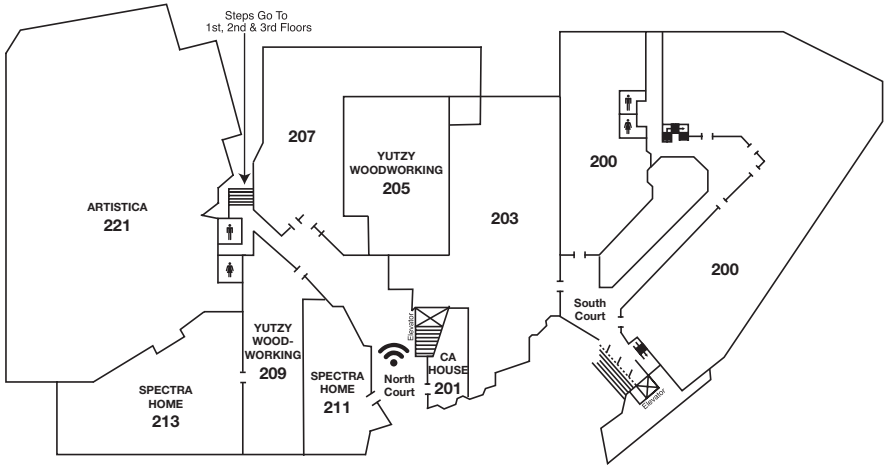 Steps Go To
1st, 2nd & 3rd Floors
207
YUTZY
WOODWORKING
205
200
ARTISTICA
221
203
200
South
Court
Elevator
YUTZY
WOOD-
WORKING
209
CA
HOUSE
201
North
Court
SPECTRA
HOME
211
SPECTRA
HOME
213
Elevator